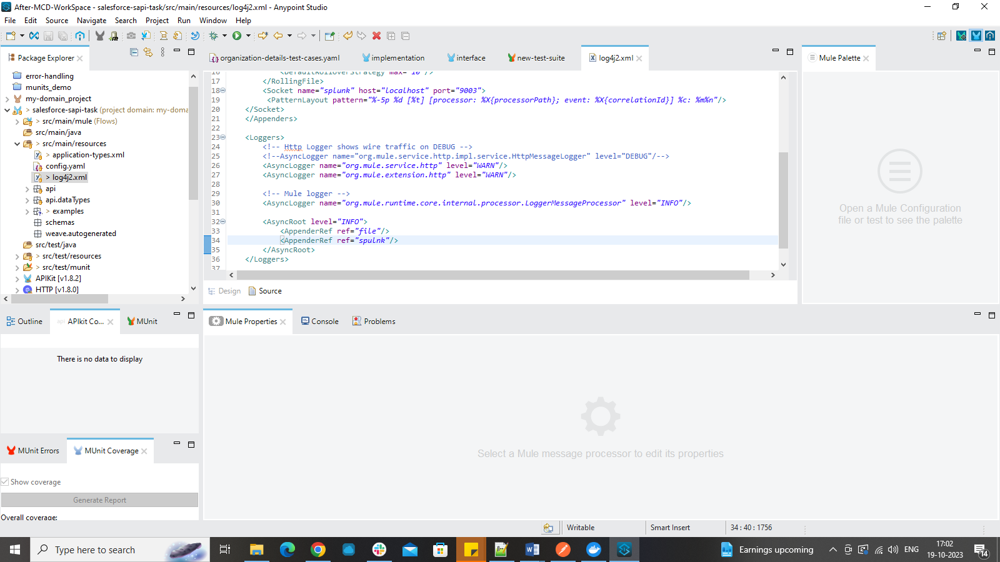 After-MCD-WorkSpace - salesforce-sapi-task/src/main/resources/log4j2.xml - Anypoint Studio
File Edit Source Navigate Search Project Run Window Help
Package Explorer
error-handling
munits_demo
my-domain_project
> salesforce-sapi-task (project domain: my-doma
> src/main/mule (Flows)
src/main/java
> src/main/resources
> application-types.xml
config.yaml
> log4j2.xml
api
api.dataTypes
> examples
schemas
weave.autogenerated
src/test/java
> src/test/resources
> src/test/munit
APIKit [v1.8.2]
HTTP [v1.8.0]
organization-details-test-cases.yaml implementation interface new-test-suite log4j2.xml
16 <DefaultRolloverStrategy max="10"/>
17 </RollingFile>
18 <Socket name="splunk" host="localhost" port="9003">
19 <PatternLayout pattern="%-5p %d [%t] [processor: %X{processorPath}; event: %X{correlationId}] %c: %m%n"/>
20 </Socket>
21 </Appenders>
22
23 <Loggers>
24 <!-- Http Logger shows wire traffic on DEBUG -->
25 <!--AsyncLogger name="org.mule.service.http.impl.service.HttpMessageLogger" level="DEBUG"/-->
26 <AsyncLogger name="org.mule.service.http" level="WARN"/>
27 <AsyncLogger name="org.mule.extension.http" level="WARN"/>
28
29 <!-- Mule logger -->
30 <AsyncLogger name="org.mule.runtime.core.internal.processor.LoggerMessageProcessor" level="INFO"/>
31
32 <AsyncRoot level="INFO">
33 <AppenderRef ref="file"/>
34 <AppenderRef ref="spulnk"/>
35 </AsyncRoot>
36 </Loggers>
37
Design Source
Mule Palette
Open a Mule Configuration
file or test to see the palette
Outline APIkit Co... MUnit
There is no data to display
MUnit Errors MUnit Coverage
Show coverage
Generate Report
Overall coverage:
Mule Properties Console Problems
Select a Mule message processor to edit its properties
Writable Smart Insert 34 : 40 : 1756
Type here to search
Earnings upcoming
ENG
17:02
19-10-2023
14